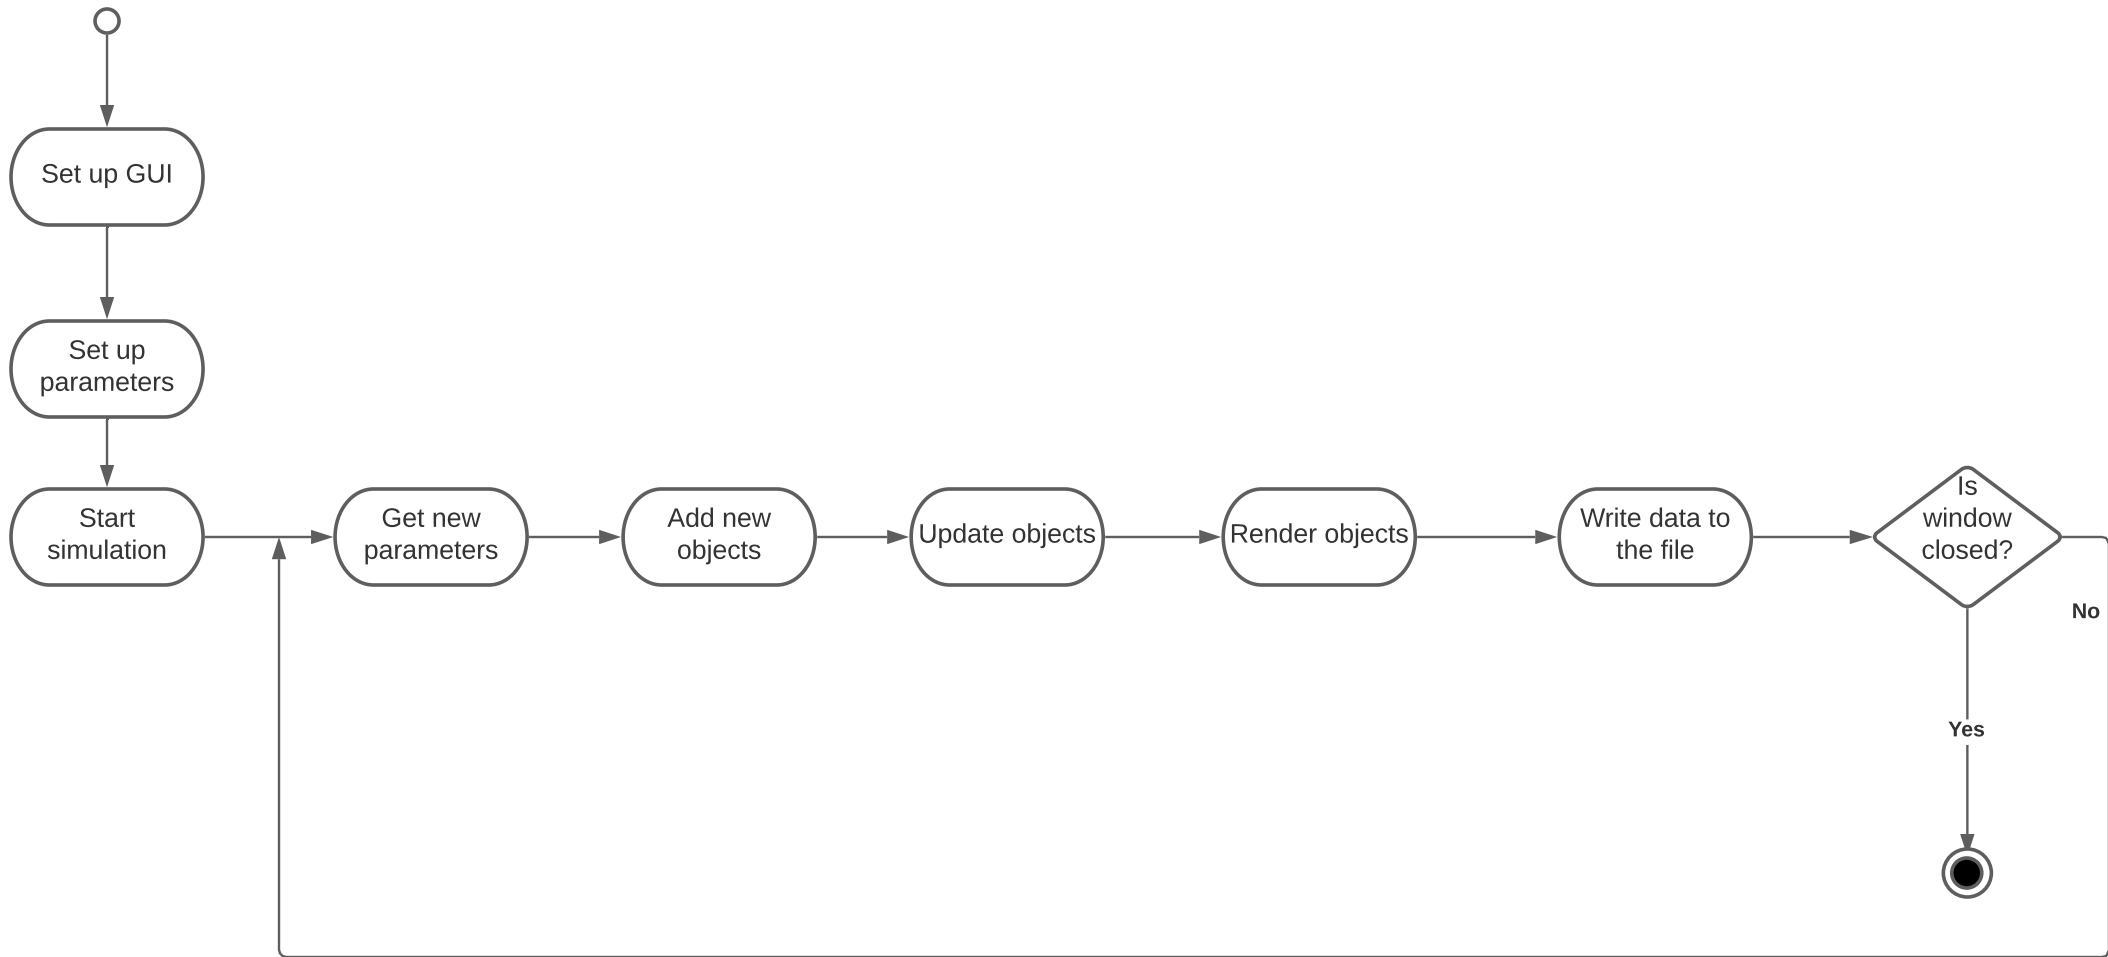 Set up GUI
Set up
parameters
Start
simulation
Get new
parameters
Add new
objects
Update objects
Render objects
Write data to
the file
Is
window
closed?
No
Yes